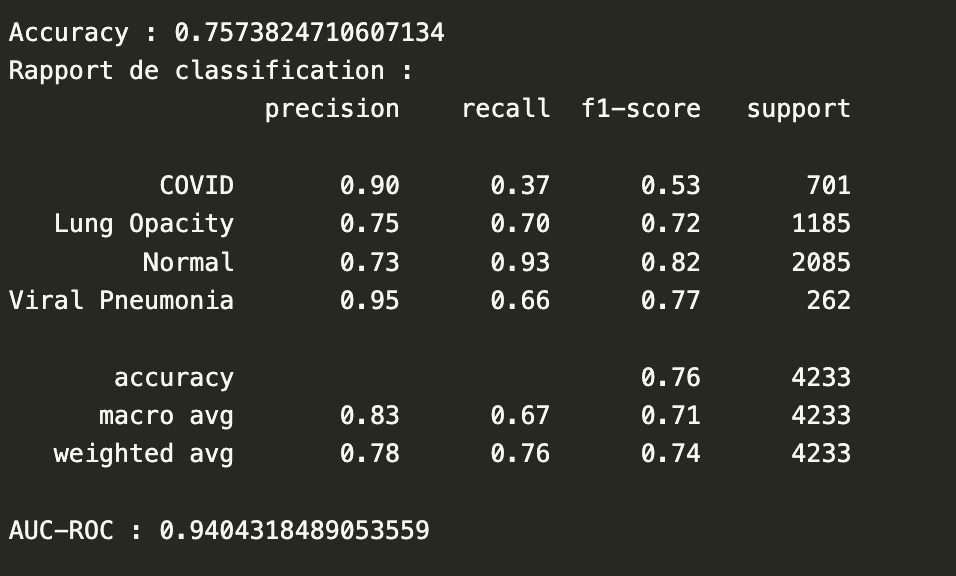 Accuracy : 0.7573824710607134
Rapport de classification :
precision recall f1-score support
COVID 0.90 0.37 0.53 701
Lung Opacity 0.75 0.70 0.72 1185
Normal 0.73 0.93 0.82 2085
Viral Pneumonia 0.95 0.66 0.77 262
accuracy 0.76 4233
macro avg 0.83 0.67 0.71 4233
weighted avg 0.78 0.76 0.74 4233
AUC-ROC : 0.9404318489053559